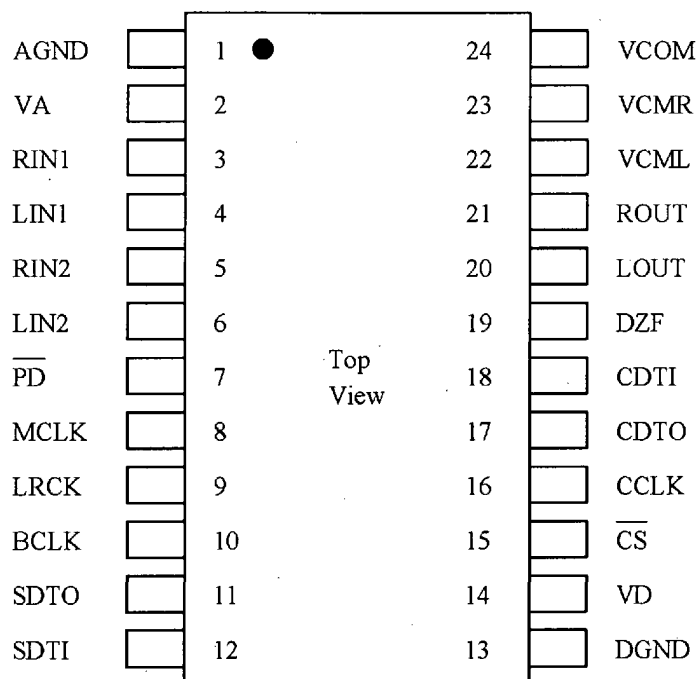 AGND 1 24 VCOM
VA 2 23 VCMR
RIN1 3 22 VCML
LIN1 4 21 ROUT
RIN2 5 20 LOUT
LIN2 6 19 DZF
P̅D̅ 7 Top 18 CDTI
MCLK 8 View 17 CDTO
LRCK 9 16 CCLK
BCLK 10 15 C̅S̅
SDTO 11 14 VD
SDTI 12 13 DGND